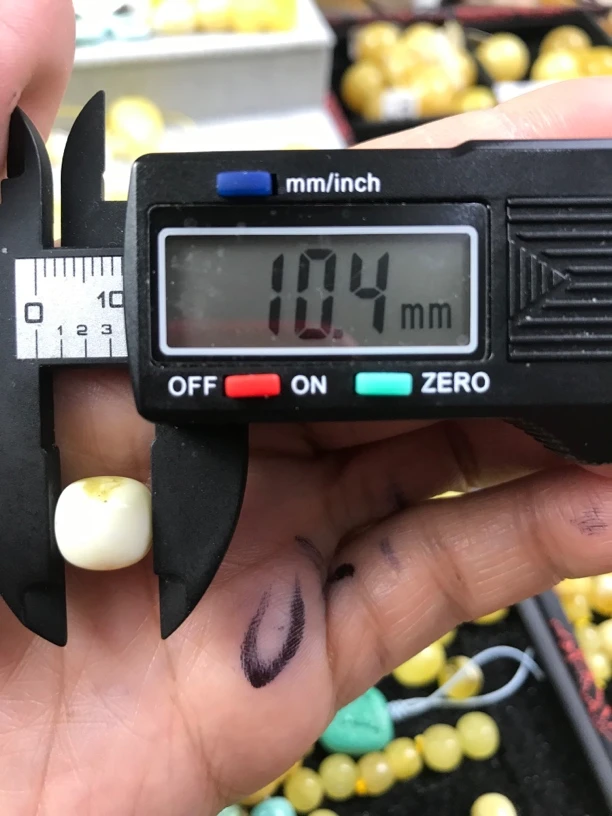 mm/inch
10.4 mm
0 10
1 2 3
OFF ON ZERO